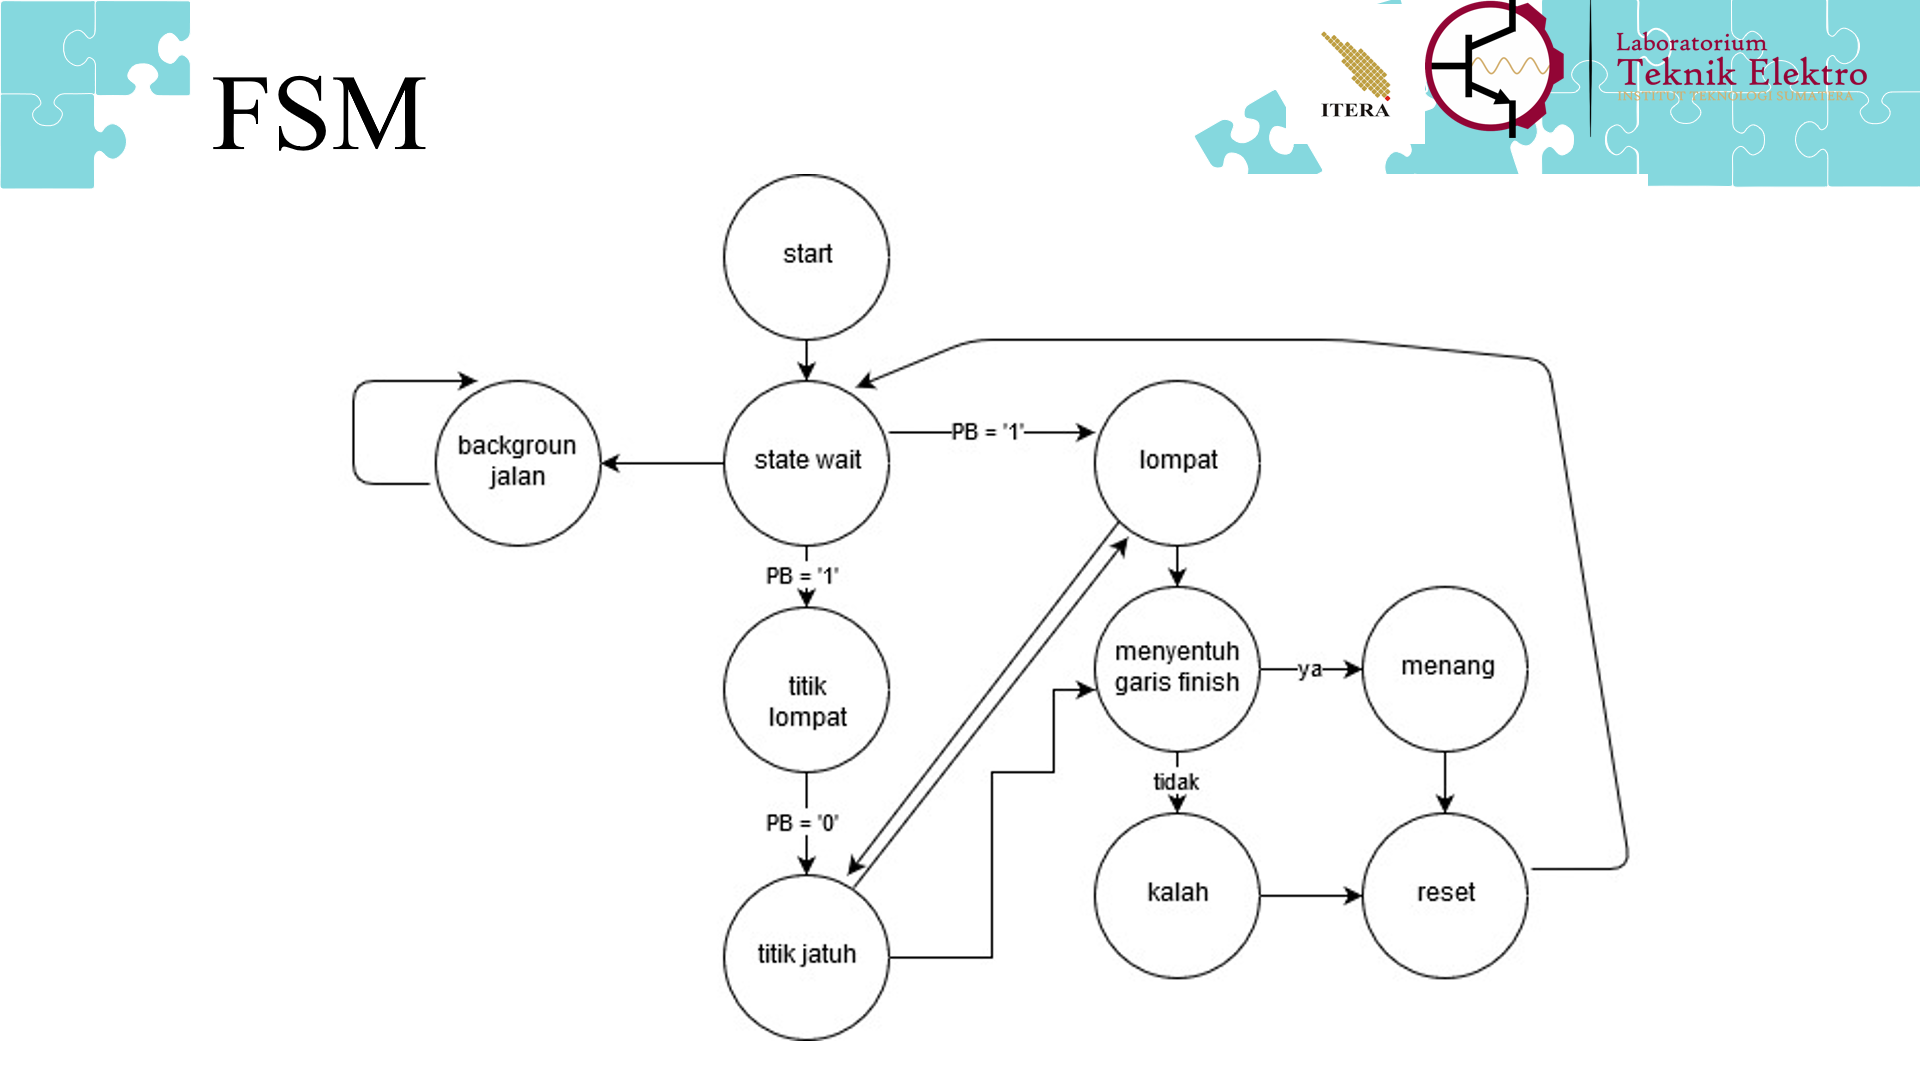 FSM
ITERA
Laboratorium
Teknik Elektro
INSTITUT TEKNOLOGI SUMATERA
start
backgroun
jalan
state wait
PB = '1'
lompat
PB = '1'
titik
lompat
menyentuh
garis finish
ya
menang
tidak
PB = '0'
kalah
reset
titik jatuh